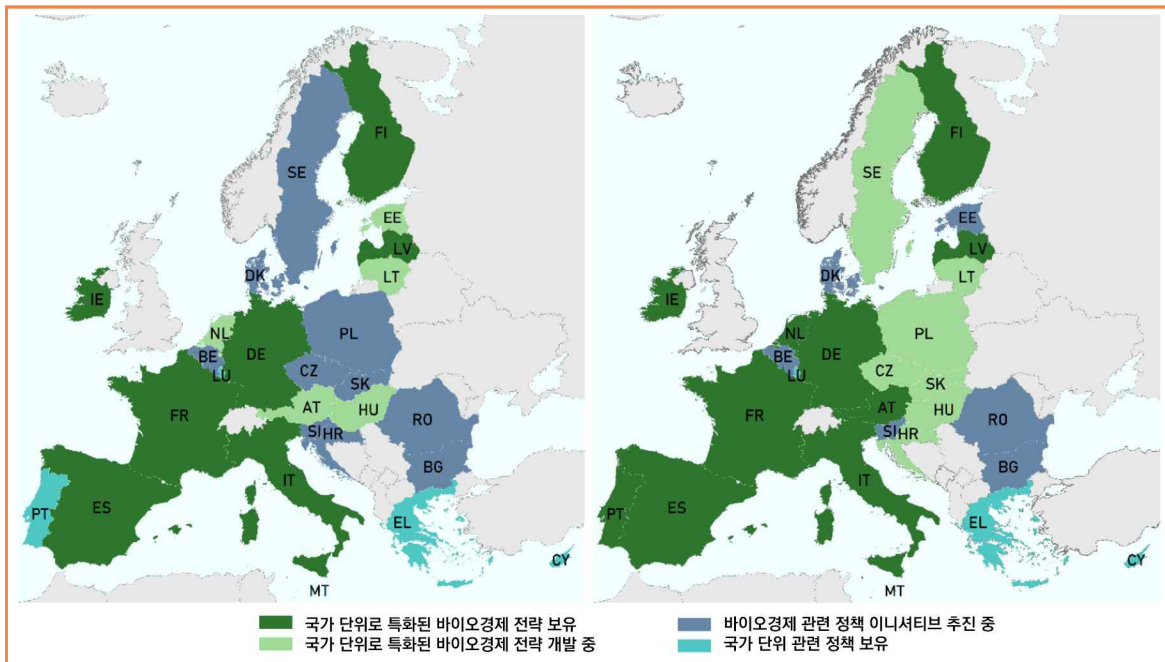 FI
SE
EE
LV
DK
LT
IE
NL
PL
BE
DE
LU
CZ
SK
FR
AT
HU
RO
SI
HR
BG
IT
PT
ES
EL
CY
MT
FI
SE
EE
LV
DK
LT
IE
NL
PL
BE
DE
LU
CZ
SK
FR
AT
HU
RO
SI
HR
BG
IT
PT
ES
EL
CY
MT
국가 단위로 특화된 바이오경제 전략 보유
국가 단위로 특화된 바이오경제 전략 개발 중
바이오경제 관련 정책 이니셔티브 추진 중
국가 단위 관련 정책 보유